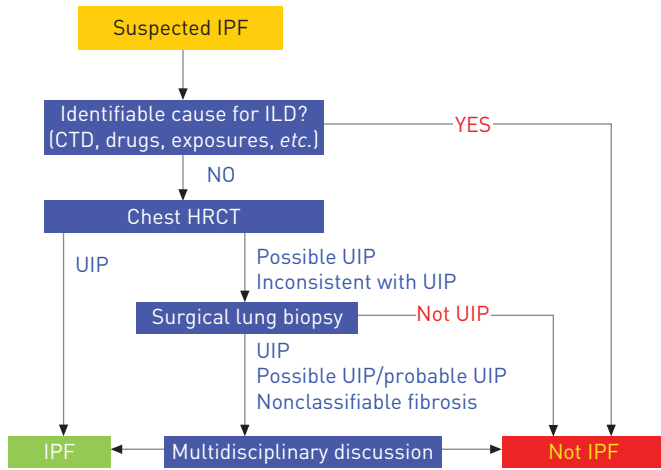 Suspected IPF
Identifiable cause for ILD?
(CTD, drugs, exposures, etc.)
YES
NO
Chest HRCT
UIP
Possible UIP
Inconsistent with UIP
Surgical lung biopsy
Not UIP
UIP
Possible UIP/probable UIP
Nonclassifiable fibrosis
IPF
Multidisciplinary discussion
Not IPF